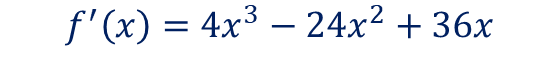 f′(x) = 4x³ − 24x² + 36x